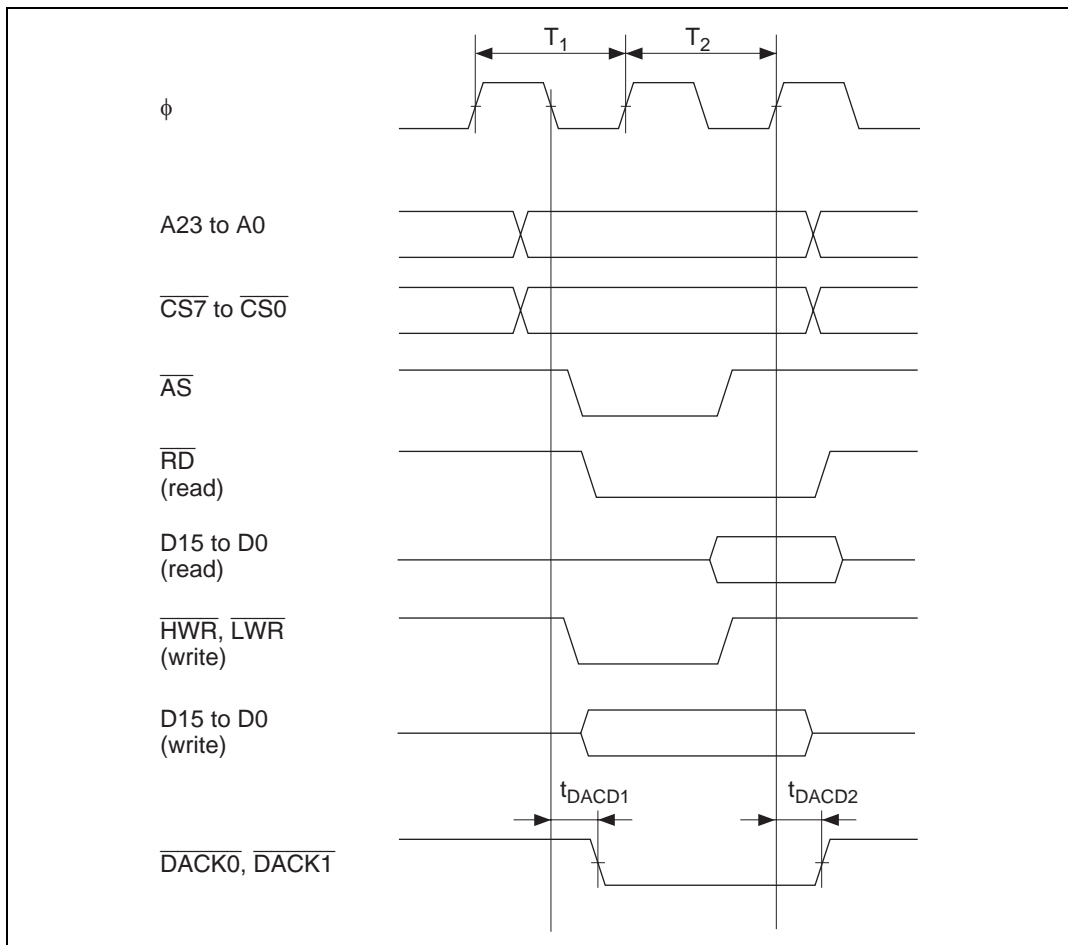 T1 T2
φ
A23 to A0
CS7 to CS0
AS
RD
(read)
D15 to D0
(read)
HWR, LWR
(write)
D15 to D0
(write)
tDACD1 tDACD2
DACK0, DACK1